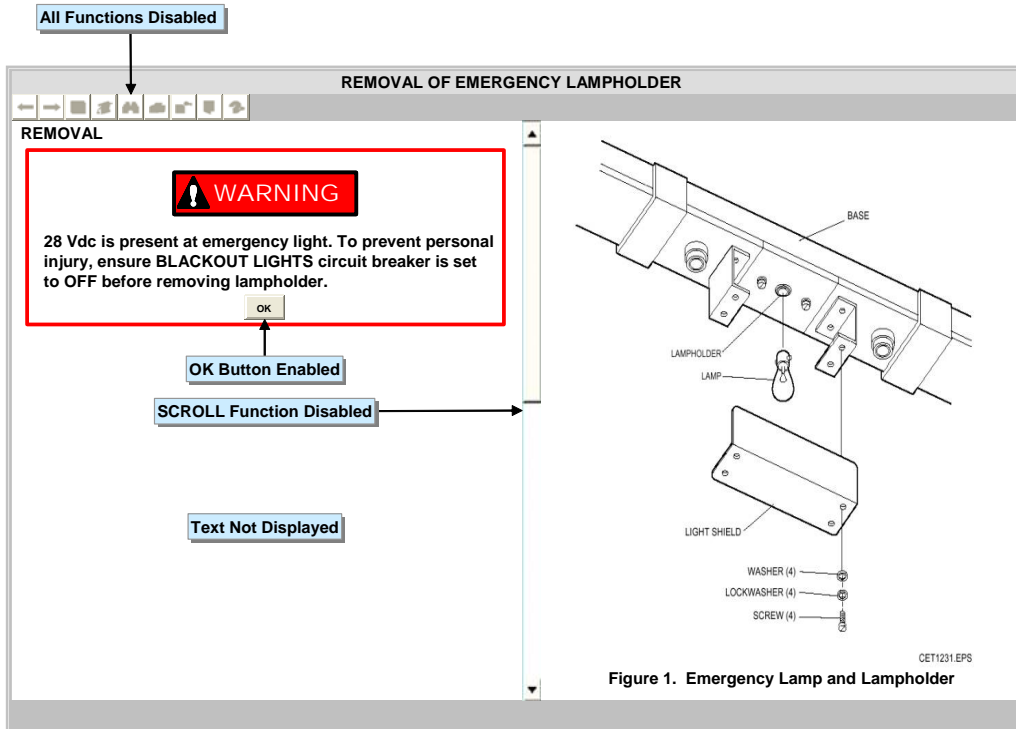 All Functions Disabled
REMOVAL OF EMERGENCY LAMPHOLDER
REMOVAL
WARNING
28 Vdc is present at emergency light. To prevent personal
injury, ensure BLACKOUT LIGHTS circuit breaker is set
to OFF before removing lampholder.
OK
OK Button Enabled
SCROLL Function Disabled
Text Not Displayed
BASE
LAMPHOLDER
LAMP
LIGHT SHIELD
WASHER (4)
LOCKWASHER (4)
SCREW (4)
CET1231.EPS
Figure 1. Emergency Lamp and Lampholder